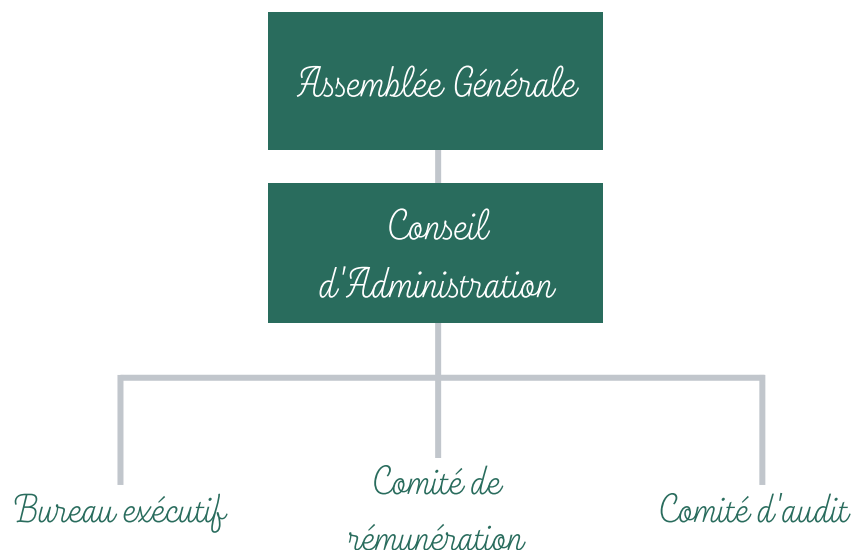 Assemblée Générale
Conseil
d'Administration
Bureau exécutif
Comité de
rémunération
Comité d'audit